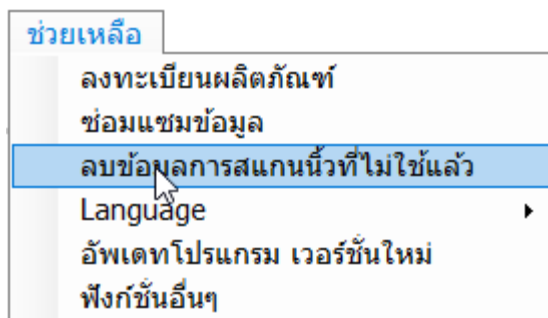 ช่วยเหลือ
ลงทะเบียนผลิตภัณฑ์
ซ่อมแซมข้อมูล
ลบข้อมูลการสแกนนิ้วที่ไม่ใช้แล้ว
Language
อัพเดทโปรแกรม เวอร์ชั่นใหม่
ฟังก์ชั่นอื่นๆ